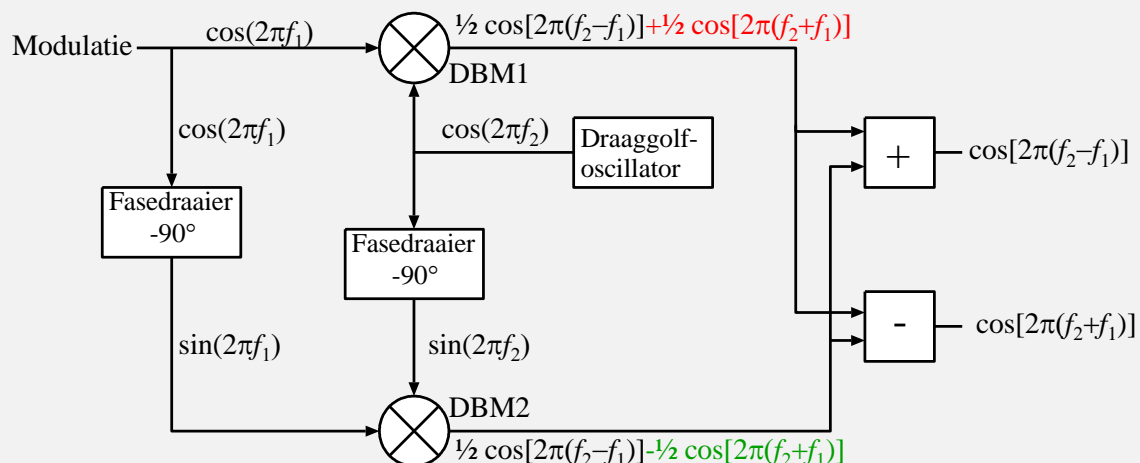 Modulatie
cos(2πf₁)
½ cos[2π(f₂−f₁)]+½ cos[2π(f₂+f₁)]
DBM1
cos(2πf₁)
cos(2πf₂)
Draaggolf-
oscillator
+
cos[2π(f₂−f₁)]
Fasedraaier
-90°
Fasedraaier
-90°
-
cos[2π(f₂+f₁)]
sin(2πf₁)
sin(2πf₂)
DBM2
½ cos[2π(f₂−f₁)]-½ cos[2π(f₂+f₁)]